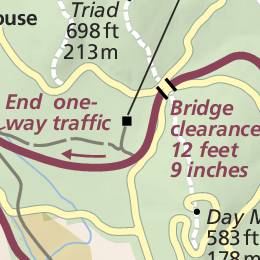 Triad
ouse
698 ft
213 m
End one-
way traffic
Bridge
clearance
12 feet
9 inches
Day M
583 ft
178 m